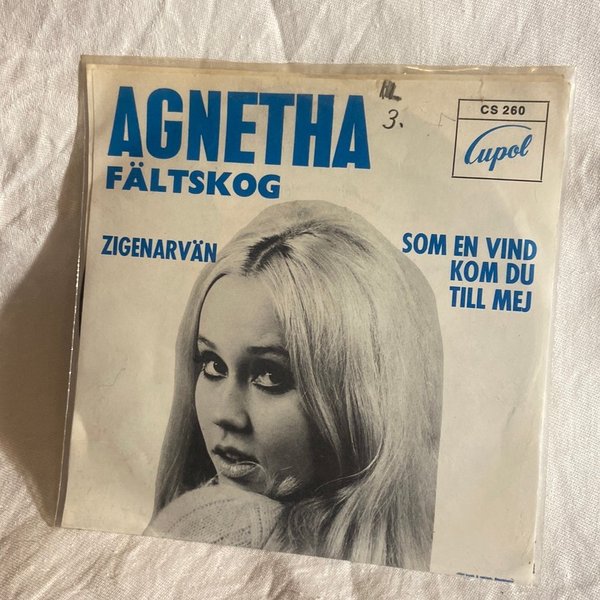 AGNETHA
FÄLTSKOG
3.
CS 260
Cupol
ZIGENARVÄN
SOM EN VIND
KOM DU
TILL MEJ